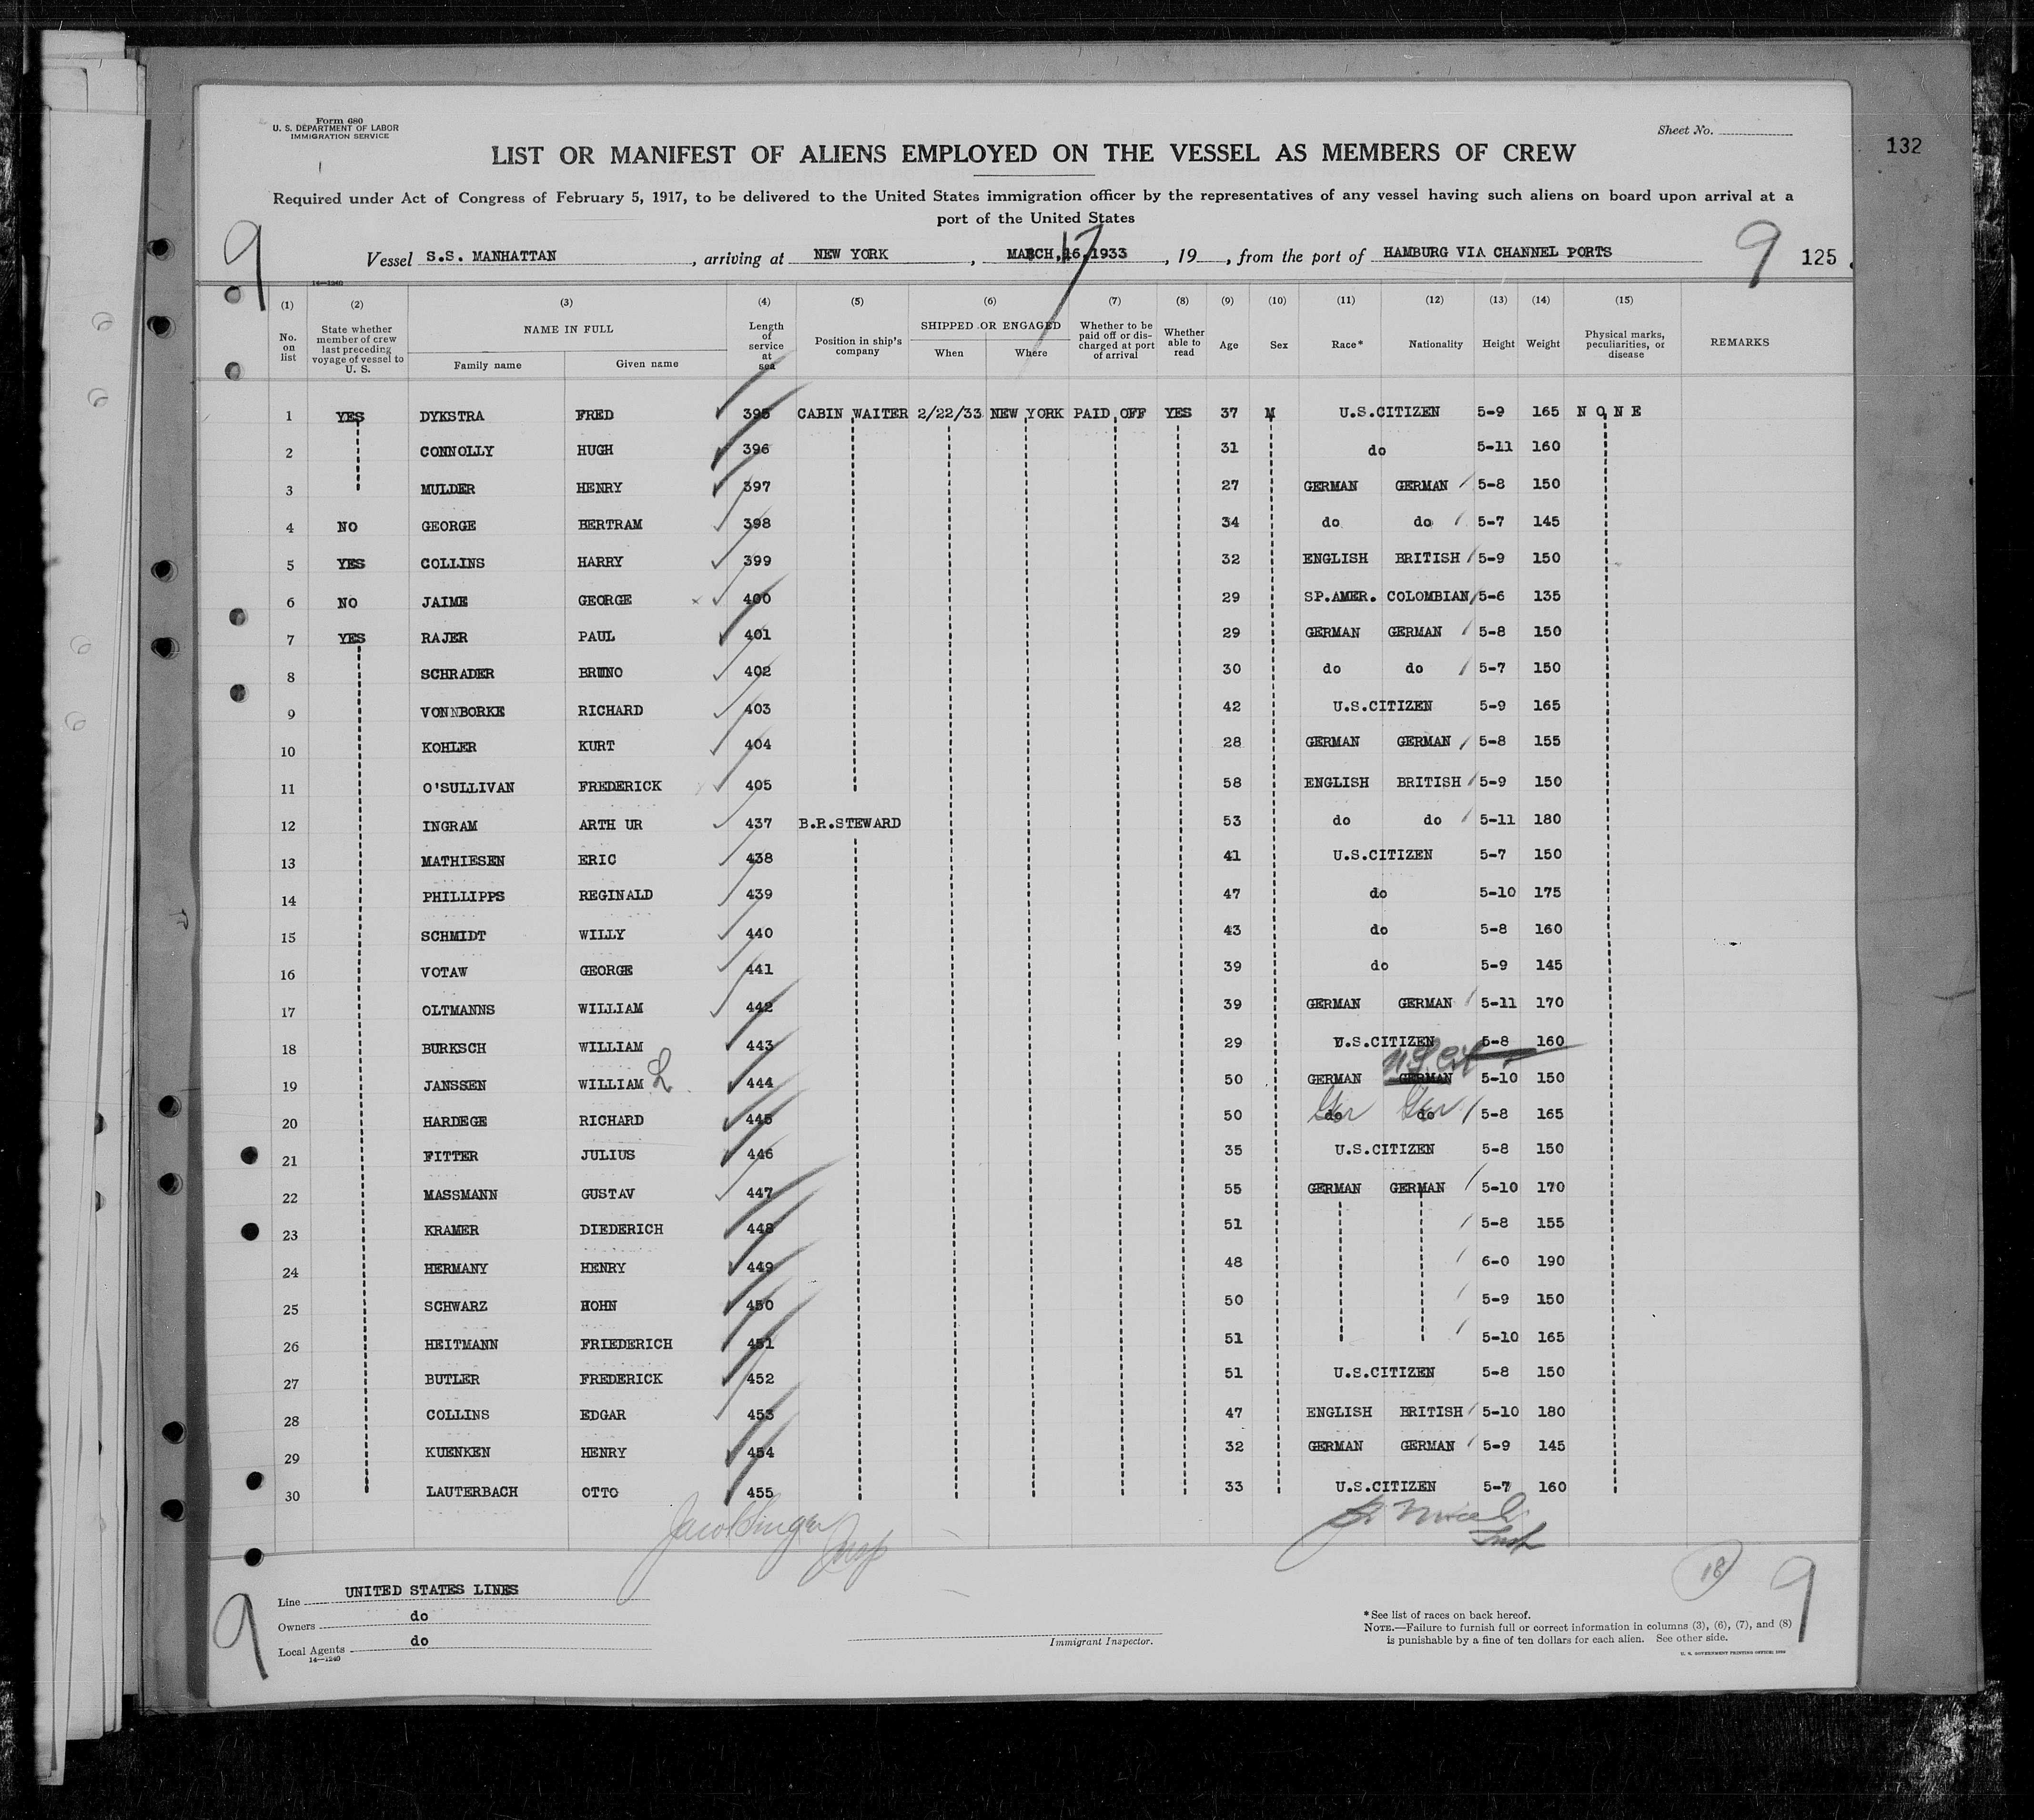 Form 680
U. S. DEPARTMENT OF LABOR
IMMIGRATION SERVICE
Sheet No.
132
LIST OR MANIFEST OF ALIENS EMPLOYED ON THE VESSEL AS MEMBERS OF CREW
Required under Act of Congress of February 5, 1917, to be delivered to the United States immigration officer by the representatives of any vessel having such aliens on board upon arrival at a
port of the United States
9 17 9
Vessel S.S. MANHATTAN , arriving at NEW YORK , MARCH,16,1933 , 19 , from the port of HAMBURG VIA CHANNEL PORTS 125
14—1240
(1) (2) (3) (4) (5) (6) (7) (8) (9) (10) (11) (12) (13) (14) (15)
No. on list State whether member of crew last preceding voyage of vessel to U. S. NAME IN FULL Family name Given name Length of service at sea Position in ship's company SHIPPED OR ENGAGED When Where Whether to be paid off or discharged at port of arrival Whether able to read Age Sex Race* Nationality Height Weight Physical marks, peculiarities, or disease REMARKS
1 YES DYKSTRA FRED 395 CABIN WAITER 2/22/33 NEW YORK PAID OFF YES 37 M U.S.CITIZEN 5-9 165 N O N E
2 CONNOLLY HUGH 396 31 do 5-11 160
3 MULDER HENRY 397 27 GERMAN GERMAN 5-8 150
4 NO GEORGE BERTRAM 398 34 do do 5-7 145
5 YES COLLINS HARRY 399 32 ENGLISH BRITISH 5-9 150
6 NO JAIME GEORGE x 400 29 SP.AMER. COLOMBIAN 5-6 135
7 YES RAJER PAUL 401 29 GERMAN GERMAN 5-8 150
8 SCHRADER BRUNO 402 30 do do 5-7 150
9 VONNBORKE RICHARD 403 42 U.S.CITIZEN 5-9 165
10 KOHLER KURT 404 28 GERMAN GERMAN 5-8 155
11 O'SULLIVAN FREDERICK 405 58 ENGLISH BRITISH 5-9 150
12 INGRAM ARTH UR 437 B.R.STEWARD 53 do do 5-11 180
13 MATHIESEN ERIC 438 41 U.S.CITIZEN 5-7 150
14 PHILLIPPS REGINALD 439 47 do 5-10 175
15 SCHMIDT WILLY 440 43 do 5-8 160
16 VOTAW GEORGE 441 39 do 5-9 145
17 OLTMANNS WILLIAM 442 39 GERMAN GERMAN 5-11 170
18 BURKSCH WILLIAM 443 29 U.S.CITIZEN 5-8 160
19 JANSSEN WILLIAM L 444 50 GERMAN GERMAN U.S. Cit 5-10 150
20 HARDEGE RICHARD 445 50 do Ger do Ger 5-8 165
21 FITTER JULIUS 446 35 U.S.CITIZEN 5-8 150
22 MASSMANN GUSTAV 447 55 GERMAN GERMAN 5-10 170
23 KRAMER DIEDERICH 448 51 5-8 155
24 HERMANY HENRY 449 48 6-0 190
25 SCHWARZ HOHN 450 50 5-9 150
26 HEITMANN FRIEDERICH 451 51 5-10 165
27 BUTLER FREDERICK 452 51 U.S.CITIZEN 5-8 150
28 COLLINS EDGAR 453 47 ENGLISH BRITISH 5-10 180
29 KUENKEN HENRY 454 32 GERMAN GERMAN 5-9 145
30 LAUTERBACH OTTO 455 33 U.S.CITIZEN 5-7 160
Jacob Singer
Insp
Insp
18
9 9
Line UNITED STATES LINES
Owners do
Local Agents do
14—1240
Immigrant Inspector.
* See list of races on back hereof.
NOTE.—Failure to furnish full or correct information in columns (3), (6), (7), and (8)
is punishable by a fine of ten dollars for each alien. See other side.